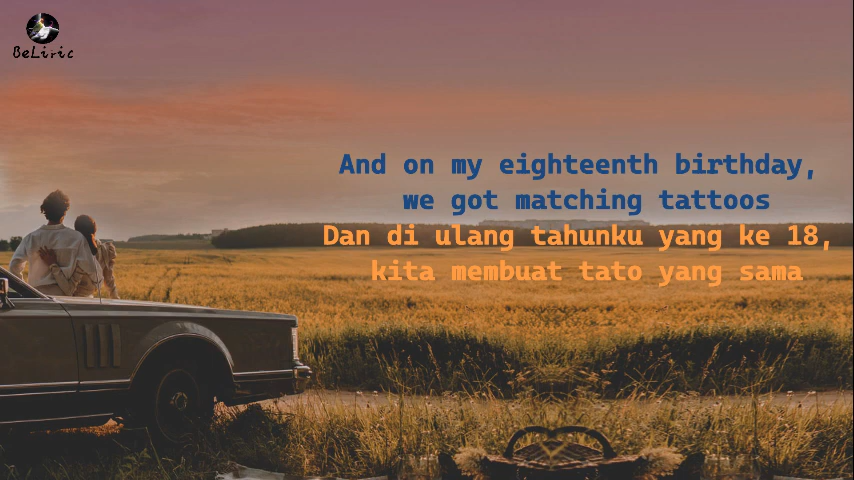 BeLiric
And on my eighteenth birthday,
we got matching tattoos
Dan di ulang tahunku yang ke 18,
kita membuat tato yang sama